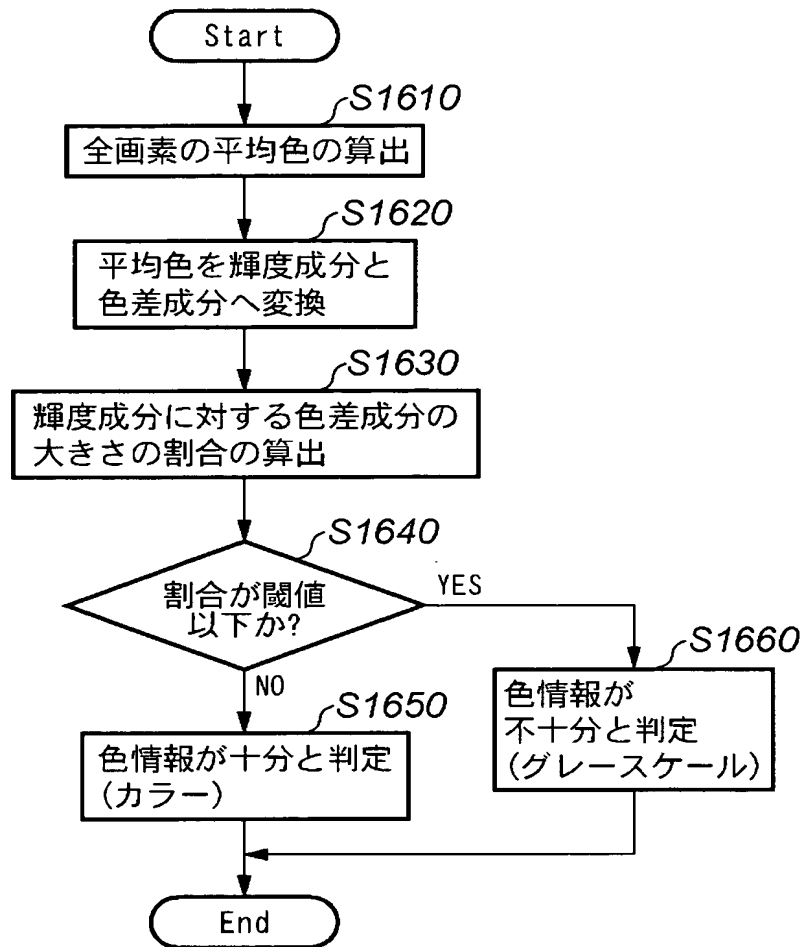 Start
S1610
全画素の平均色の算出
S1620
平均色を輝度成分と
色差成分へ変換
S1630
輝度成分に対する色差成分の
大きさの割合の算出
S1640
割合が閾値
以下か?
YES
NO
S1650
色情報が十分と判定
(カラー)
S1660
色情報が
不十分と判定
(グレースケール)
End